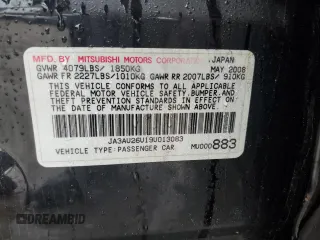 MFD BY MITSUBISHI MOTORS CORPORATION JAPAN
GVWR 4079LBS/ 1850KG MAY 2008
GAWR FR 2227LBS/1010KG GAWR RR 2007LBS/ 910KG
THIS VEHICLE CONFORMS TO ALL APPLICABLE
FEDERAL MOTOR VEHICLE SAFETY, BUMPER, AND
THEFT PREVENTION STANDARDS IN EFFECT ON THE
DATE OF MANUFACTURE SHOWN ABOVE.
JA3AU26U19U013083
VEHICLE TYPE:PASSENGER CAR MU000883
DREAMBID